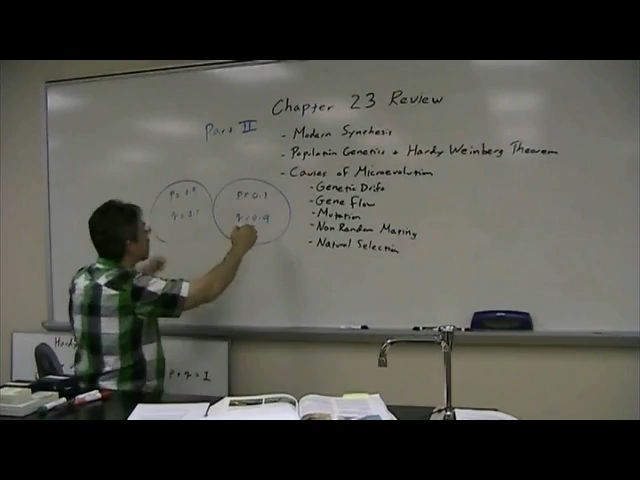 Chapter 23 Review
Part II
- Modern Synthesis
- Population Genetics + Hardy Weinberg Theorem
- Causes of Microevolution
- Genetic Drift
- Gene Flow
- Mutation
- Non Random Mating
- Natural Selection
P = 0.1
q = 0.9
Hardy
P + q = 1